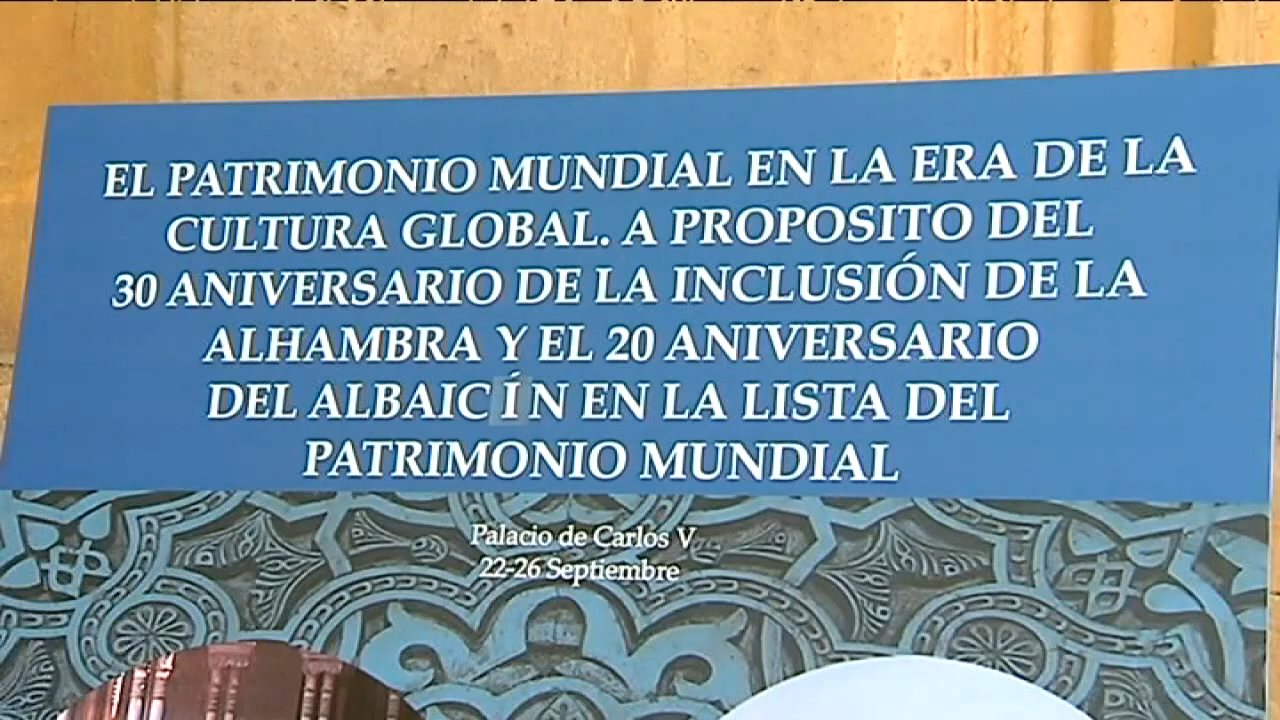 EL PATRIMONIO MUNDIAL EN LA ERA DE LA
CULTURA GLOBAL. A PROPOSITO DEL
30 ANIVERSARIO DE LA INCLUSIÓN DE LA
ALHAMBRA Y EL 20 ANIVERSARIO
DEL ALBAICÍN EN LA LISTA DEL
PATRIMONIO MUNDIAL
Palacio de Carlos V
22-26 Septiembre